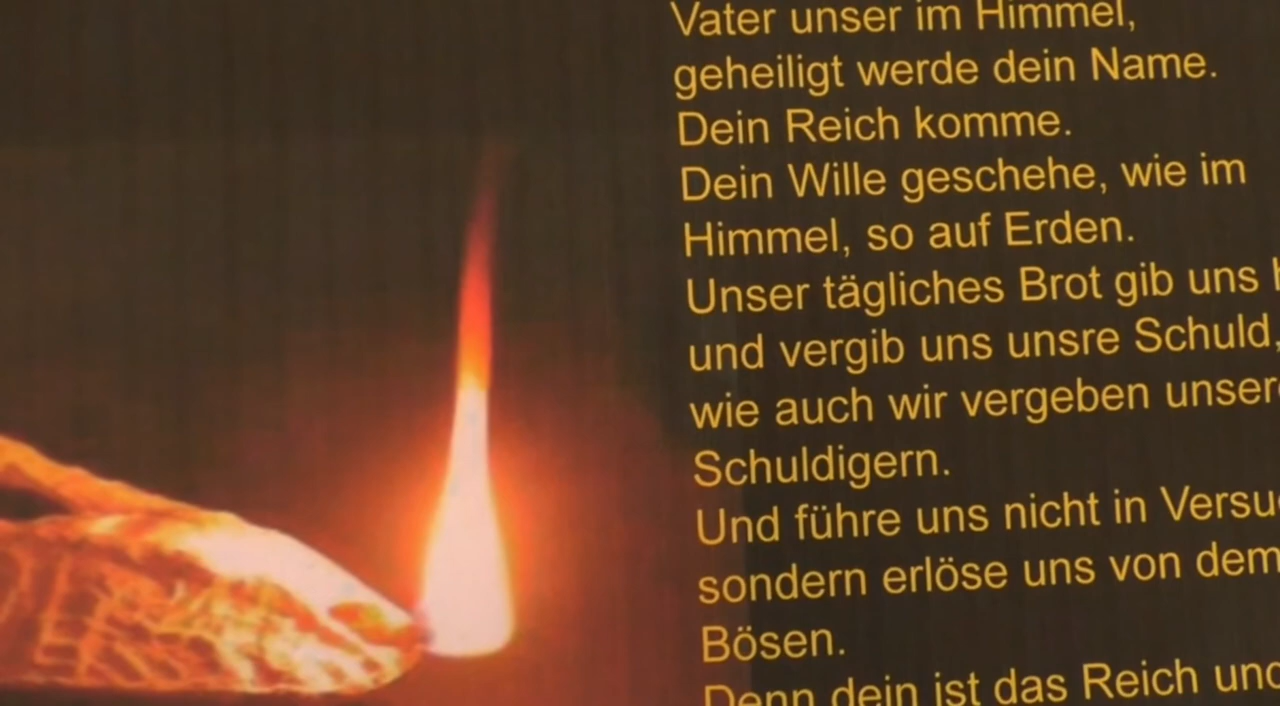 Vater unser im Himmel,
geheiligt werde dein Name.
Dein Reich komme.
Dein Wille geschehe, wie im
Himmel, so auf Erden.
Unser tägliches Brot gib uns
und vergib uns unsre Schuld,
wie auch wir vergeben
Schuldigern.
Und führe uns nicht in
sondern erlöse uns von dem
Bösen.
Denn dein ist das Reich und